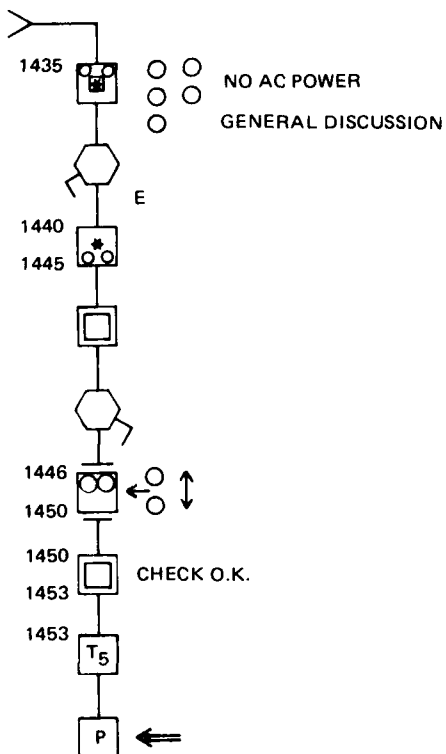 1435
NO AC POWER
GENERAL DISCUSSION
E
1440
*
1445
1446
1450
1450
CHECK O.K.
1453
1453
T5
P